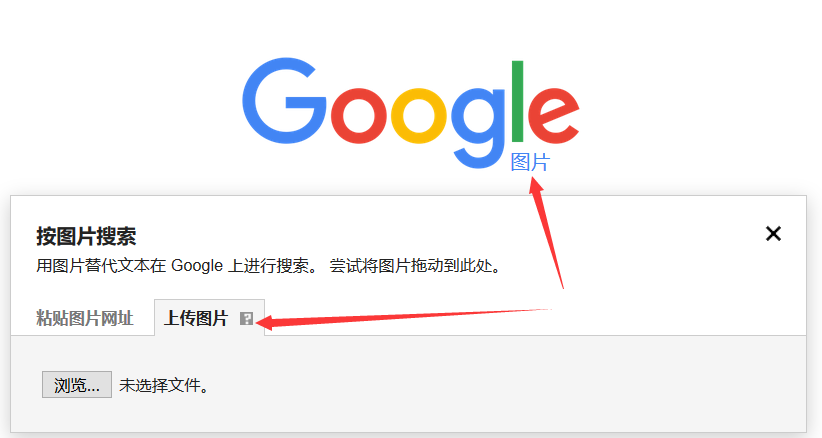 Google
图片
按图片搜索
用图片替代文本在 Google 上进行搜索。 尝试将图片拖动到此处。
粘贴图片网址 上传图片 ?
浏览... 未选择文件。